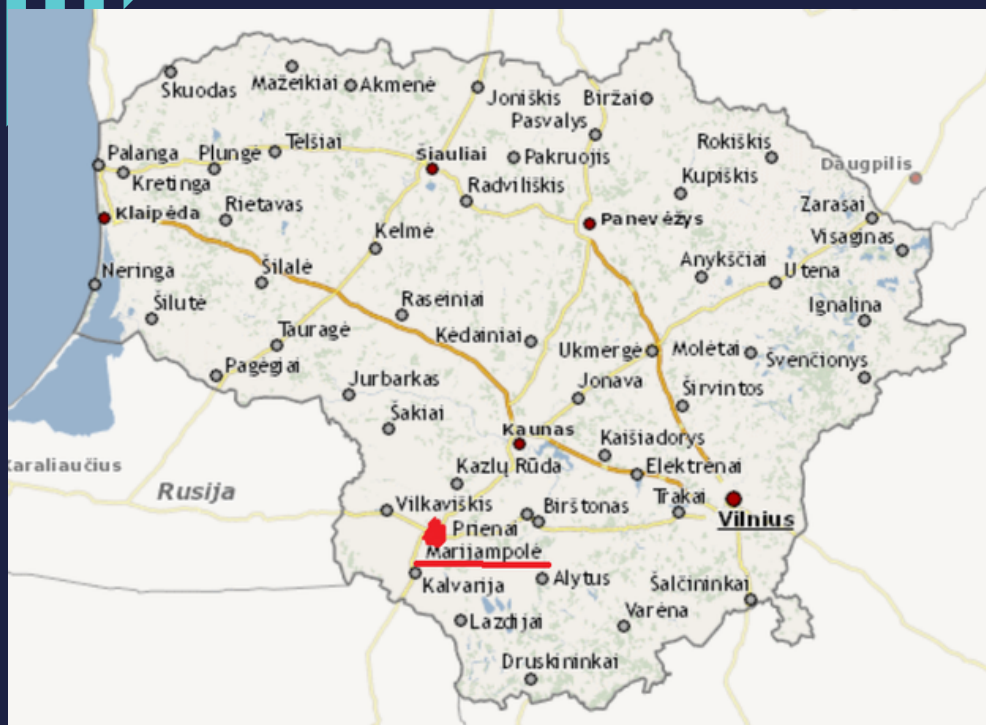 Skuodas
Mažeikiai
Akmenė
Joniškis
Biržai
Pasvalys
Rokiškis
Palanga
Plungė
Telšiai
Šiauliai
Pakruojis
Daugpilis
Kretinga
Radviliškis
Kupiškis
Klaipėda
Rietavas
Panevėžys
Zarasai
Kelmė
Visaginas
Neringa
Šilalė
Anykščiai
Utena
Šilutė
Raseiniai
Ignalina
Tauragė
Kėdainiai
Ukmergė
Molėtai
Švenčionys
Pagėgiai
Jurbarkas
Jonava
Širvintos
Šakiai
Kaunas
Kaišiadorys
Karaliaučius
Kazlų Rūda
Elektrėnai
Rusija
Vilkaviškis
Birštonas
Trakai
Vilnius
Prienai
Marijampolė
Kalvarija
Alytus
Šalčininkai
Lazdijai
Varėna
Druskininkai